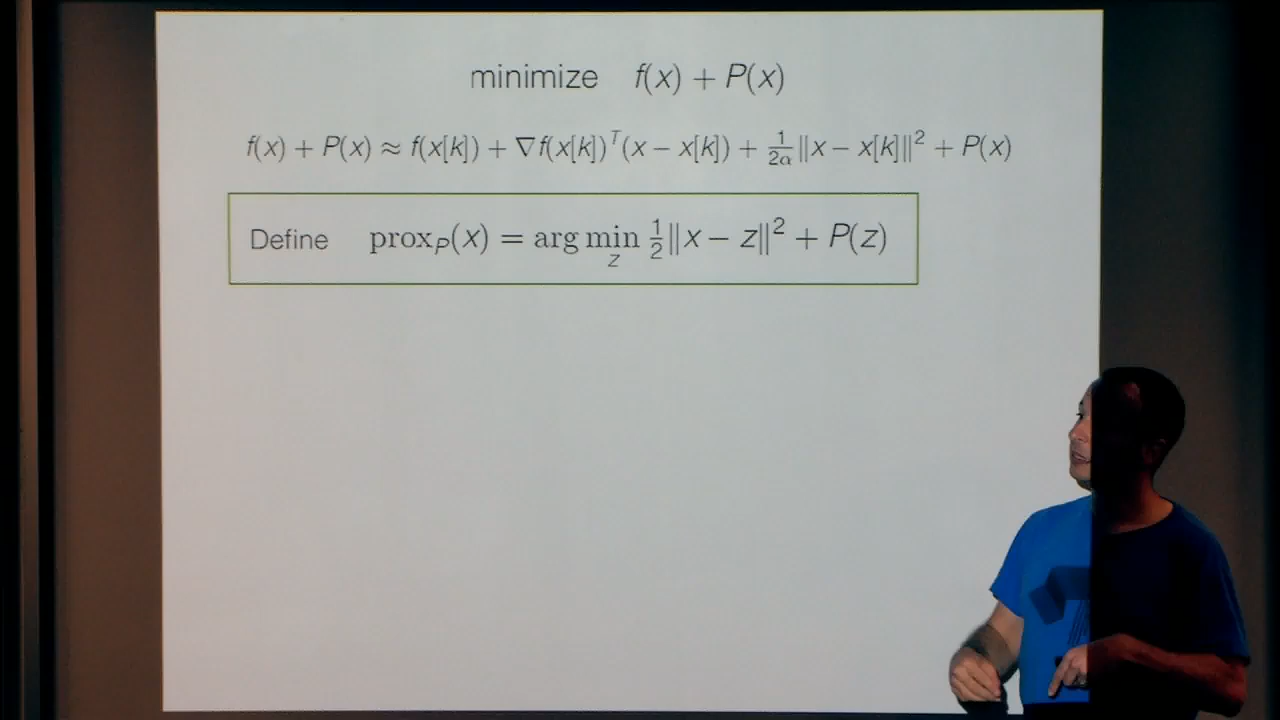 minimize f(x) + P(x)
f(x) + P(x) ≈ f(x[k]) + ∇f(x[k])ᵀ(x − x[k]) + 1/2α ‖x − x[k]‖² + P(x)
Define prox_P(x) = arg min_z 1/2 ‖x − z‖² + P(z)